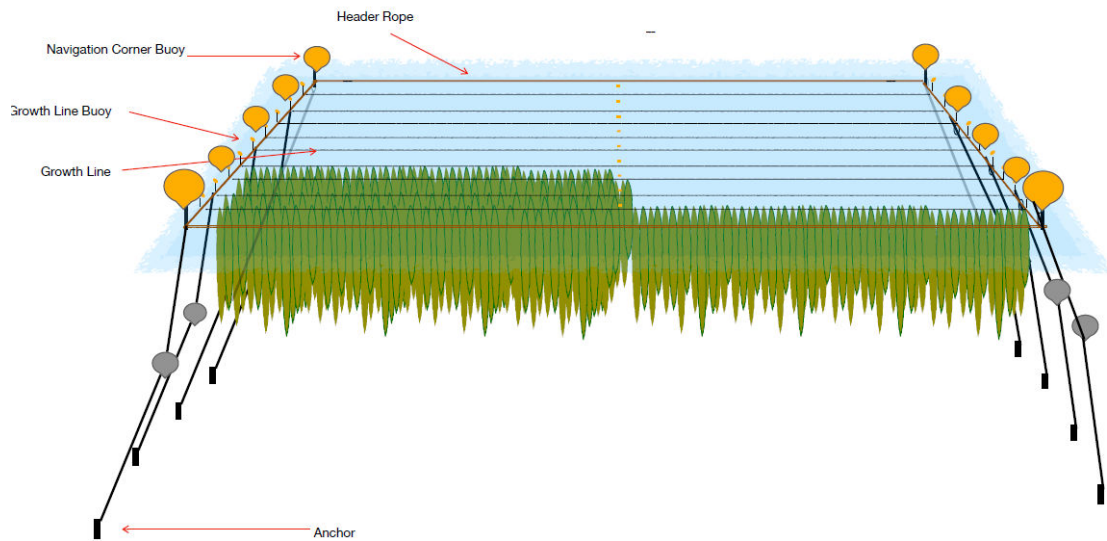 Header Rope
Navigation Corner Buoy
Growth Line Buoy
Growth Line
Anchor